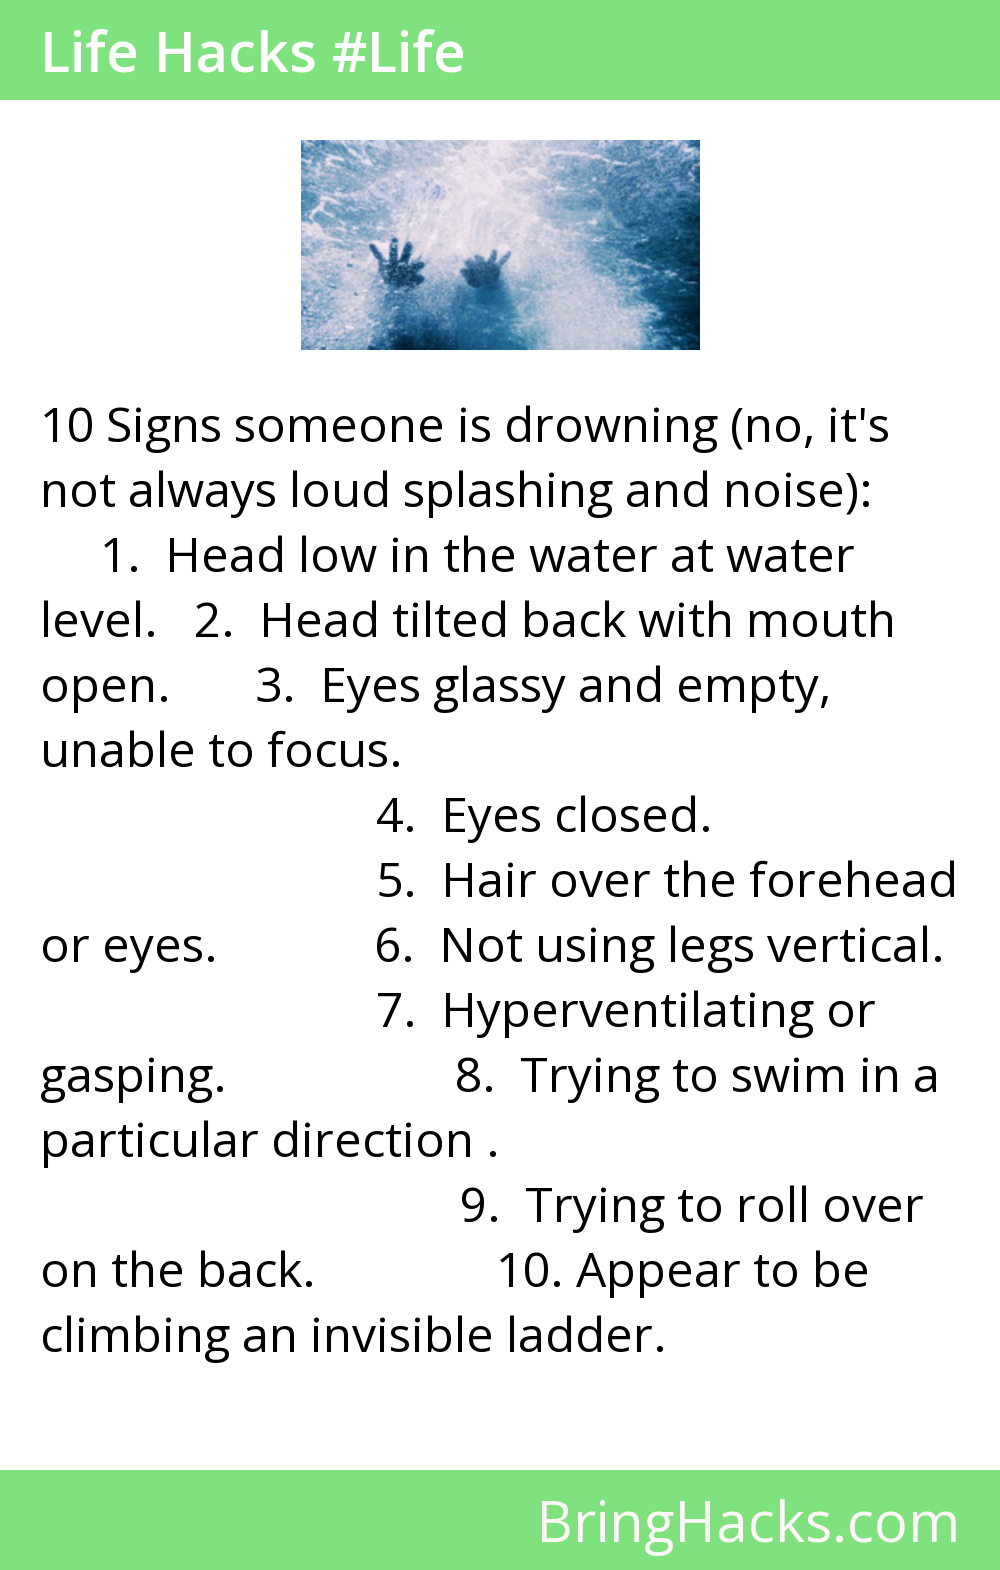 Life Hacks #Life
10 Signs someone is drowning (no, it's
not always loud splashing and noise):
1. Head low in the water at water
level. 2. Head tilted back with mouth
open. 3. Eyes glassy and empty,
unable to focus.
4. Eyes closed.
5. Hair over the forehead
or eyes. 6. Not using legs vertical.
7. Hyperventilating or
gasping. 8. Trying to swim in a
particular direction .
9. Trying to roll over
on the back. 10. Appear to be
climbing an invisible ladder.
BringHacks.com